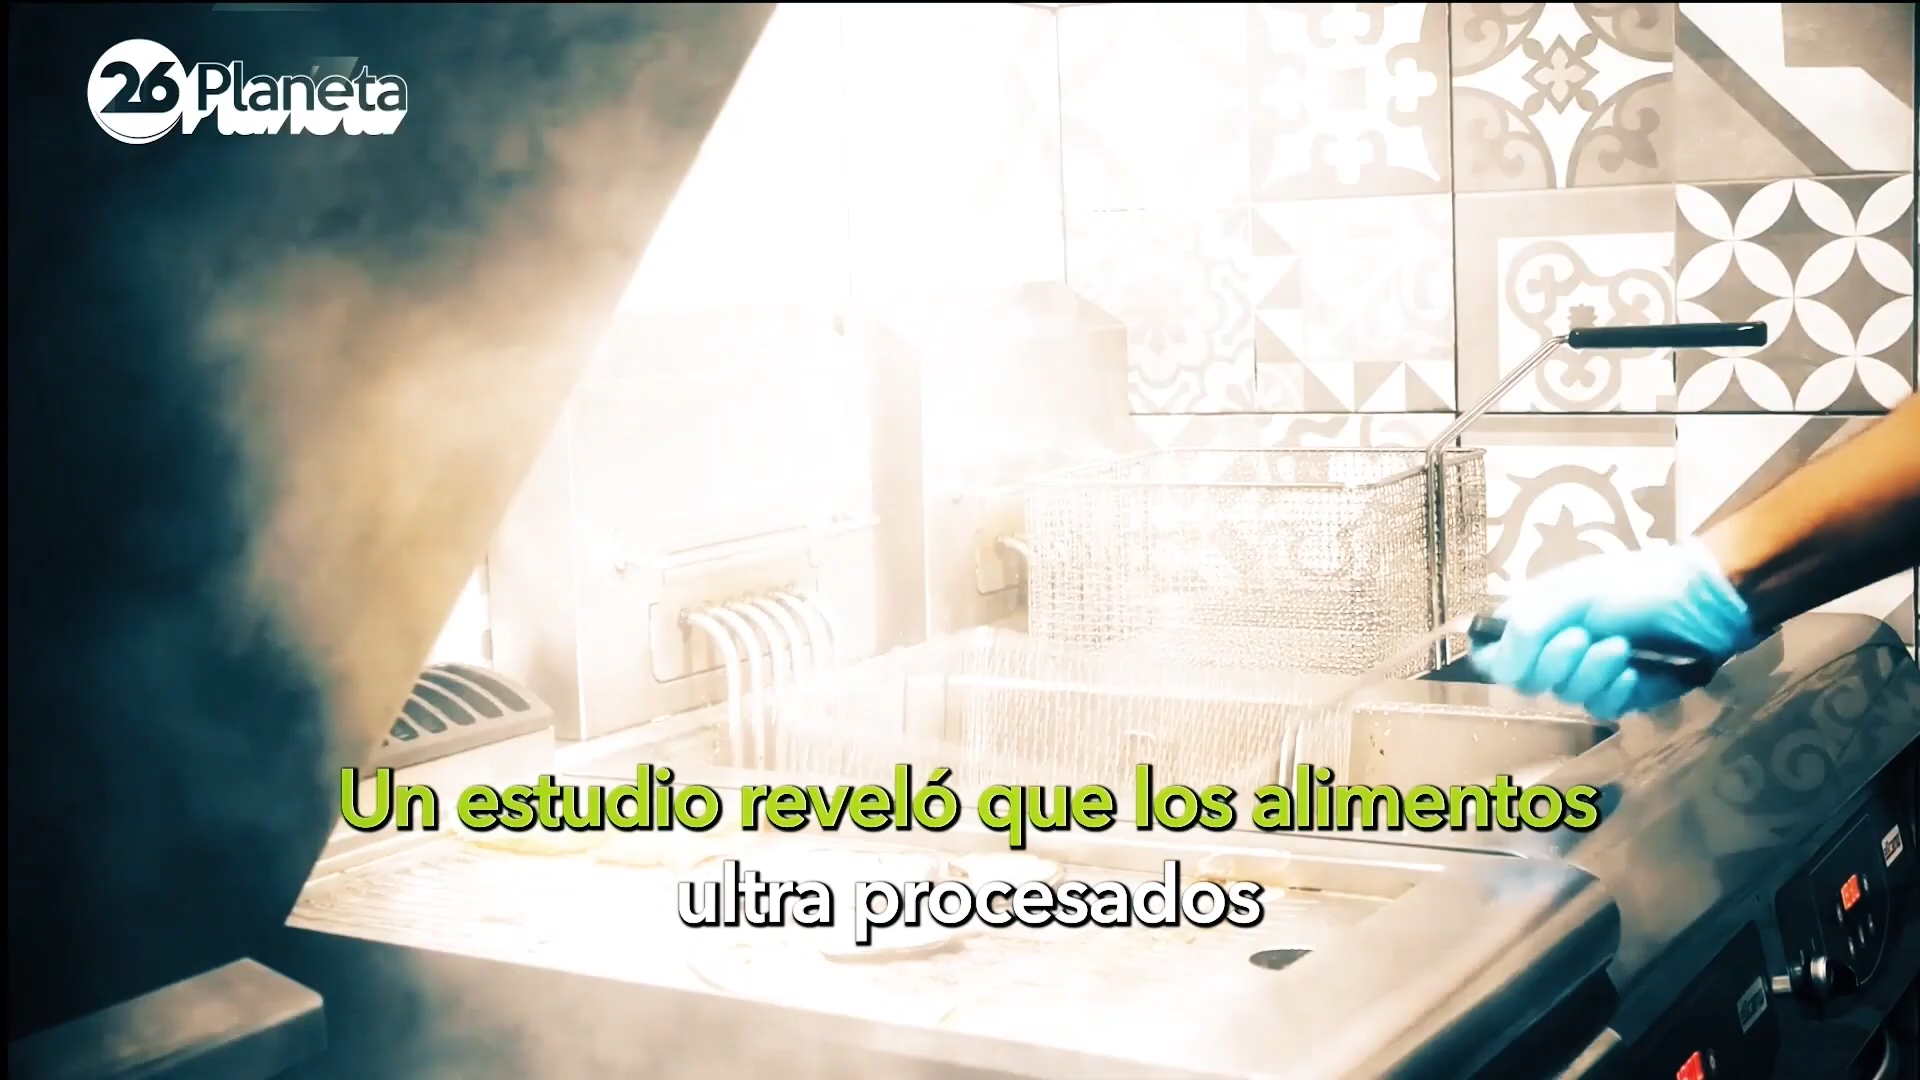 26 Planeta
Un estudio reveló que los alimentos
ultra procesados